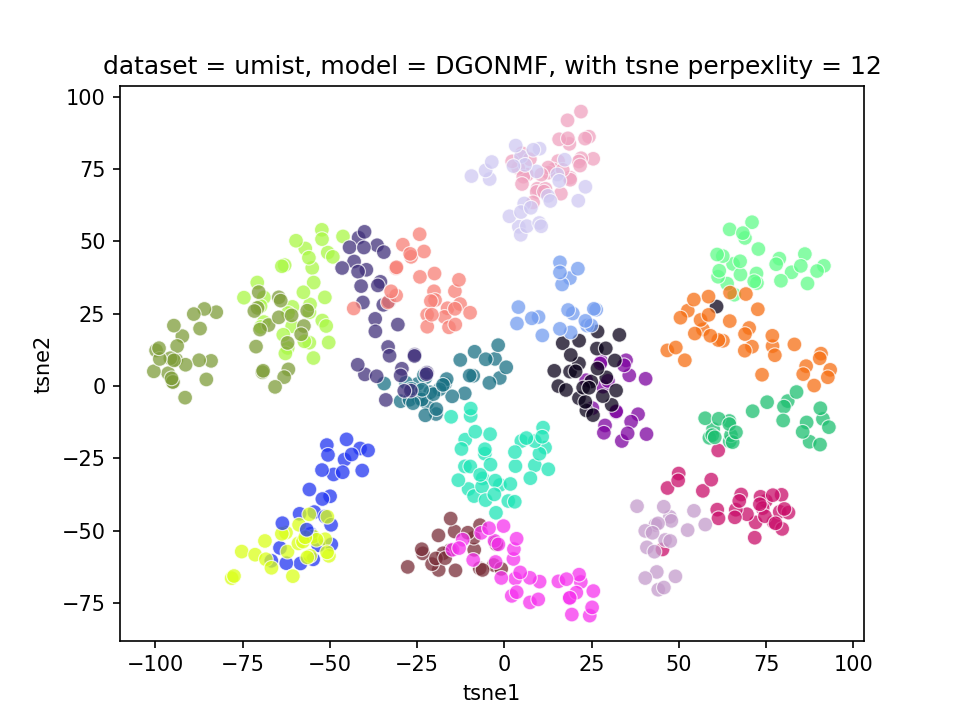 dataset = umist, model = DGONMF, with tsne perpexlity = 12
100
75
50
25
0
−25
−50
−75
tsne2
−100 −75 −50 −25 0 25 50 75 100
tsne1